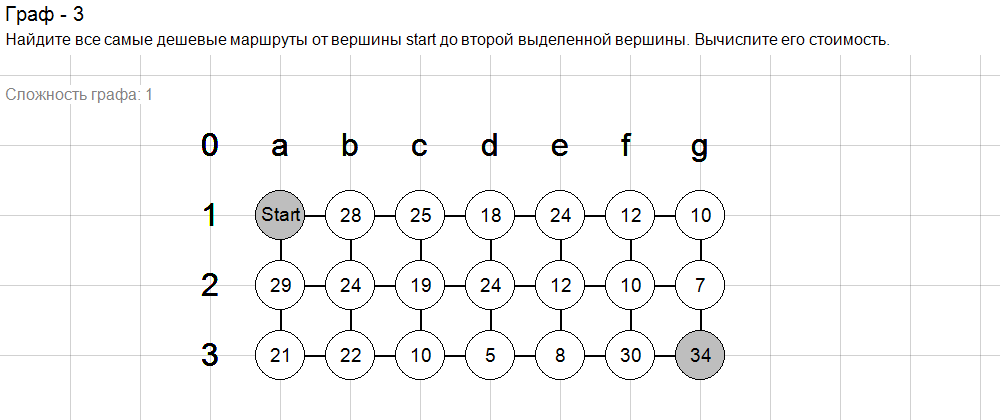 Граф - 3
Найдите все самые дешевые маршруты от вершины start до второй выделенной вершины. Вычислите его стоимость.
Сложность графа: 1
0 a b c d e f g
1 Start 28 25 18 24 12 10
2 29 24 19 24 12 10 7
3 21 22 10 5 8 30 34